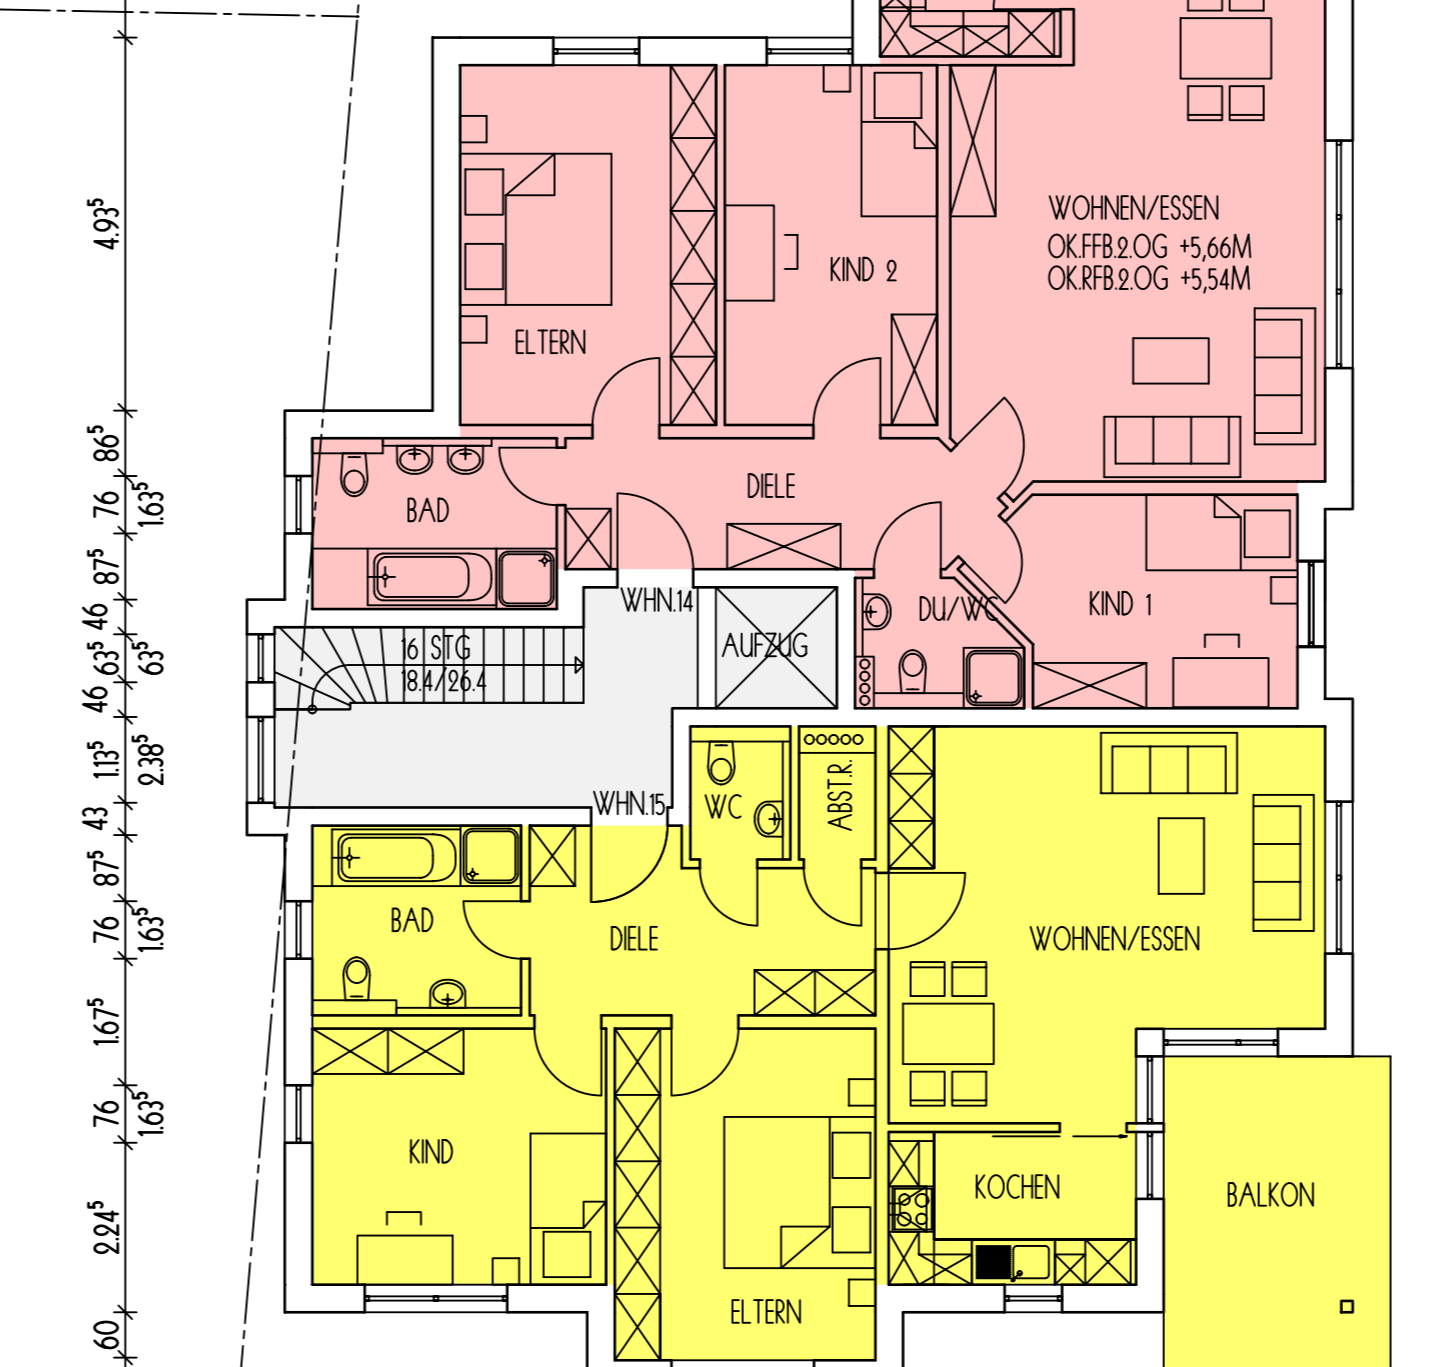 WOHNEN/ESSEN
OK.FFB.2.OG +5,66M
OK.RFB.2.OG +5,54M
KIND 2
ELTERN
DIELE
BAD
KIND 1
DU/WC
WHN.14
AUFZUG
16 STG
18.4/26.4
WHN.15
WC
ABST.R.
BAD
DIELE
WOHNEN/ESSEN
KIND
KOCHEN
BALKON
ELTERN
4.93⁵
86⁵
76
1.63⁵
87⁵
46
63⁵
63⁵
46
1.13⁵
2.38⁵
43
87⁵
76
1.63⁵
1.67⁵
76
1.63⁵
2.24⁵
60